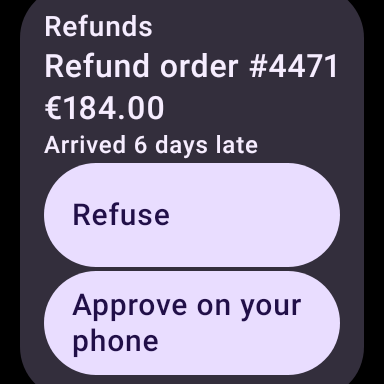 Refunds
Refund order #4471
€184.00
Arrived 6 days late
Refuse
Approve on your
phone